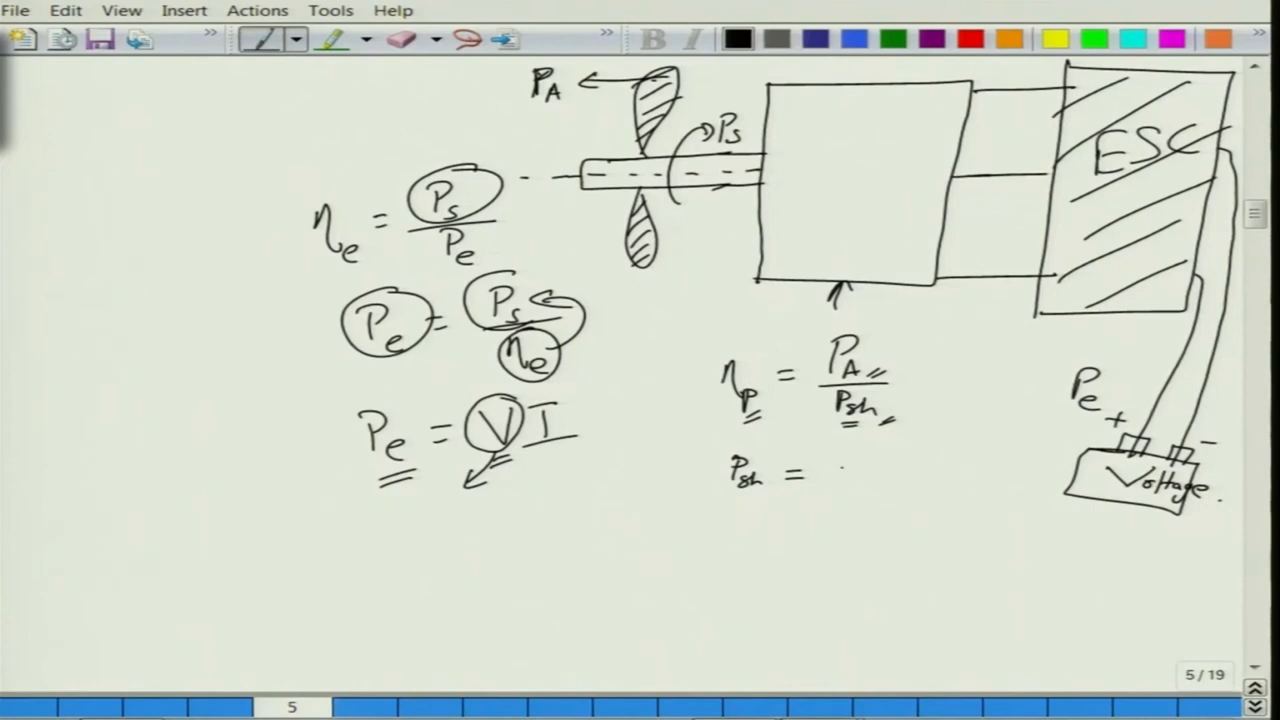 File Edit View Insert Actions Tools Help
B I
P_A
P_s
ESC
η_e = P_s / P_e
P_e = P_s / η_e
η_p = P_A / P_sh
P_e
+ -
P_e = V I
P_sh =
Voltage.
5 / 19
5